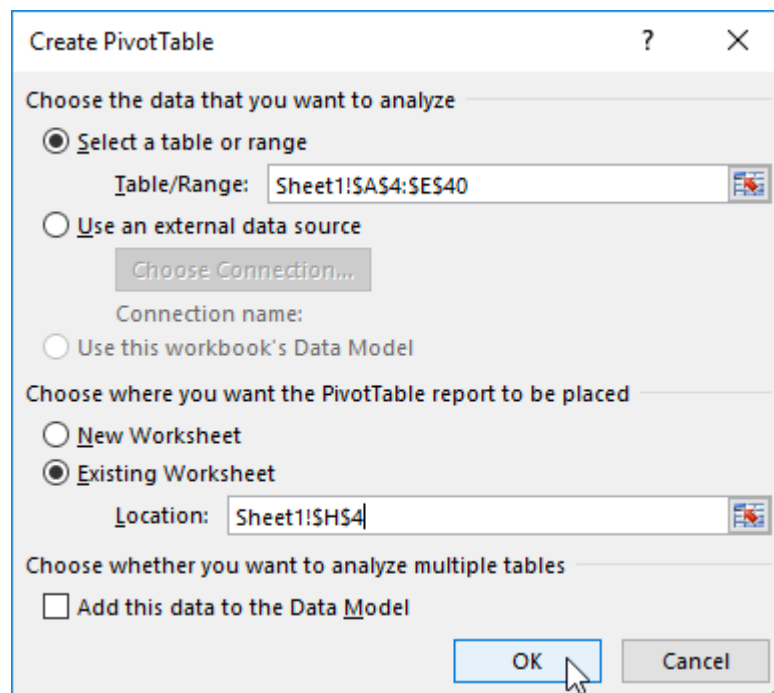 Create PivotTable ? X
Choose the data that you want to analyze
Select a table or range
Table/Range: Sheet1!$A$4:$E$40
Use an external data source
Choose Connection...
Connection name:
Use this workbook's Data Model
Choose where you want the PivotTable report to be placed
New Worksheet
Existing Worksheet
Location: Sheet1!$H$4
Choose whether you want to analyze multiple tables
Add this data to the Data Model
OK Cancel